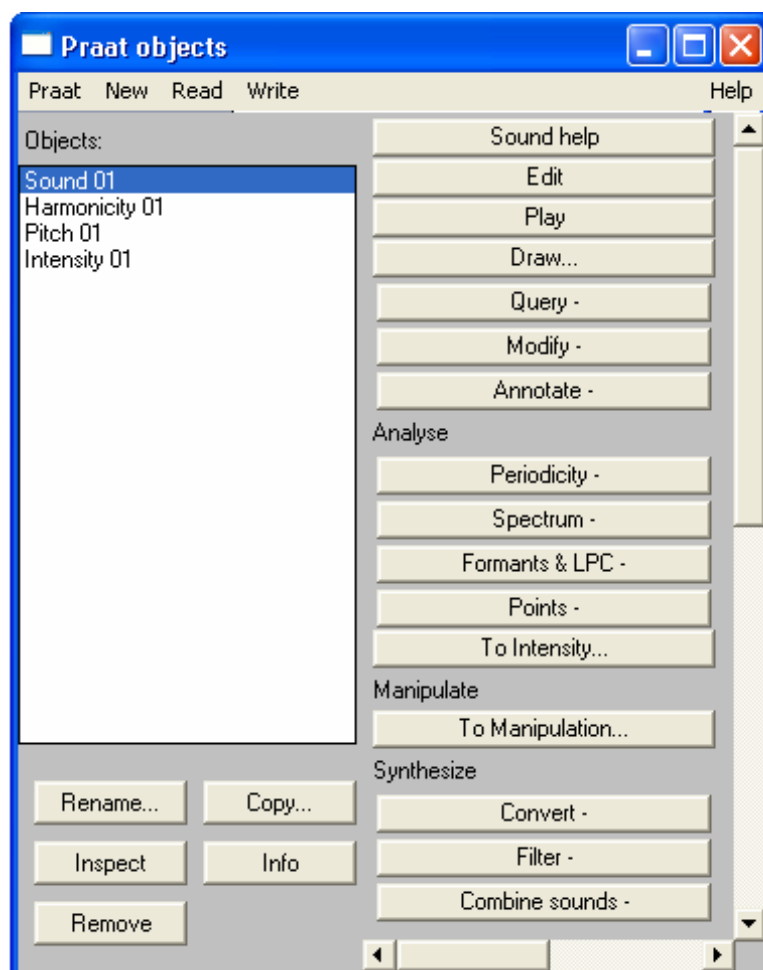 Praat objects
Praat New Read Write Help
Objects:
Sound 01
Harmonicity 01
Pitch 01
Intensity 01
Rename... Copy...
Inspect Info
Remove
Sound help
Edit
Play
Draw...
Query -
Modify -
Annotate -
Analyse
Periodicity -
Spectrum -
Formants & LPC -
Points -
To Intensity...
Manipulate
To Manipulation...
Synthesize
Convert -
Filter -
Combine sounds -